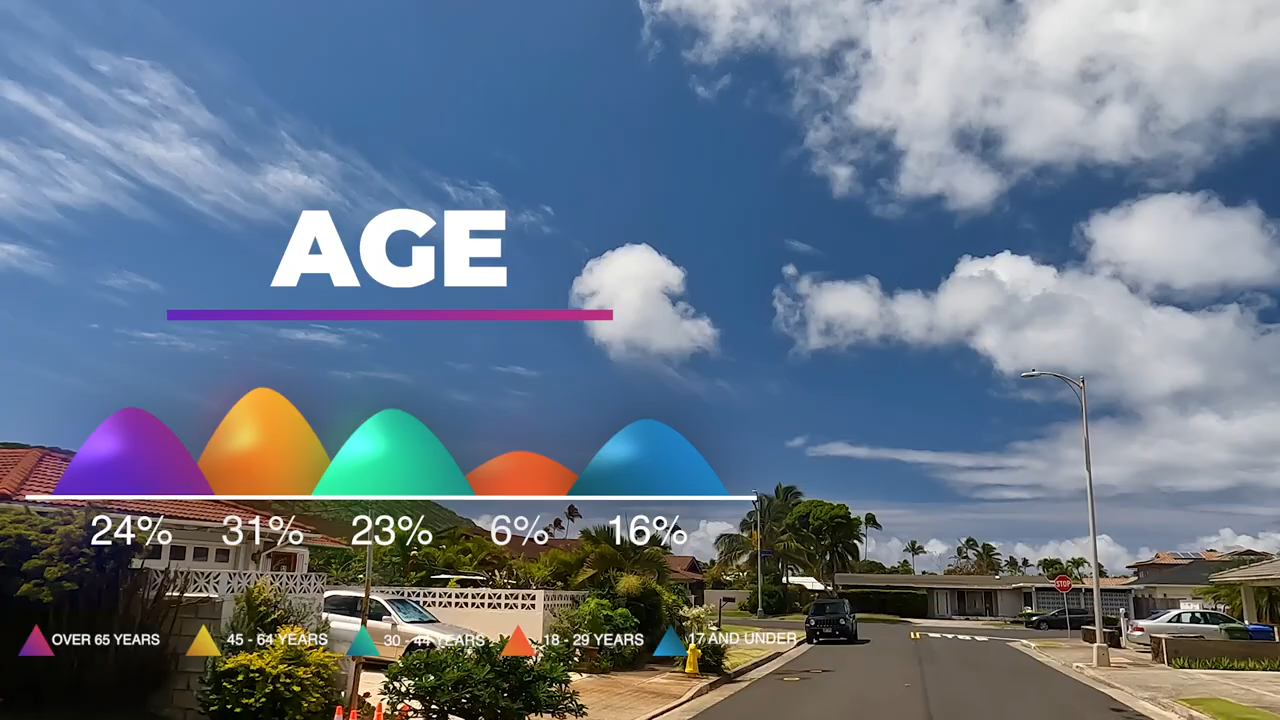 AGE
24% 31% 23% 6% 16%
OVER 65 YEARS 45 - 64 YEARS 30 - 44 YEARS 18 - 29 YEARS 17 AND UNDER
STOP
STOP